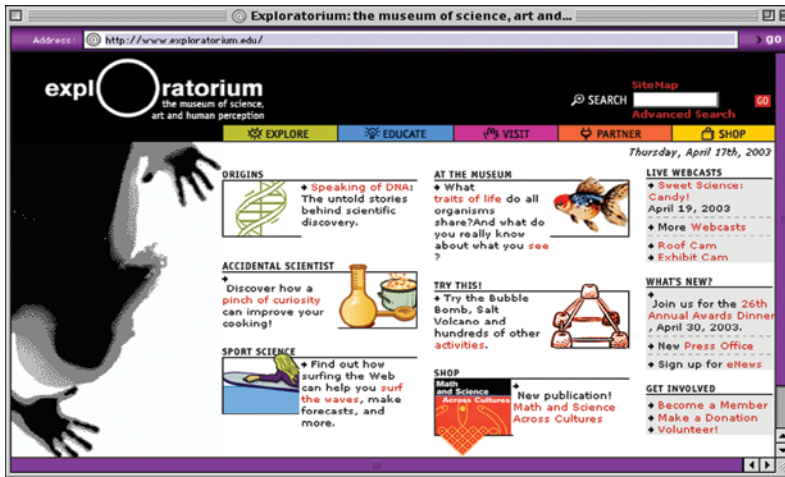 Exploratorium: the museum of science, art and...
Address: http://www.exploratorium.edu/ go
expl ratorium
the museum of science,
art and human perception
SiteMap
SEARCH GO
Advanced Search
EXPLORE EDUCATE VISIT PARTNER SHOP
Thursday, April 17th, 2003
ORIGINS
Speaking of DNA:
The untold stories
behind scientific
discovery.
ACCIDENTAL SCIENTIST
Discover how a
pinch of curiosity
can improve your
cooking!
SPORT SCIENCE
Find out how
surfing the Web
can help you surf
the waves, make
forecasts, and
more.
AT THE MUSEUM
What
traits of life do all
organisms
share?And what do
you really know
about what you see
?
TRY THIS!
Try the Bubble
Bomb, Salt
Volcano and
hundreds of other
activities.
SHOP
Math
and Science
Across Cultures
New publication!
Math and Science
Across Cultures
LIVE WEBCASTS
Sweet Science:
Candy!
April 19, 2003
More Webcasts
Roof Cam
Exhibit Cam
WHAT'S NEW?
Join us for the 26th
Annual Awards Dinner
, April 30, 2003.
New Press Office
Sign up for eNews
GET INVOLVED
Become a Member
Make a Donation
Volunteer!